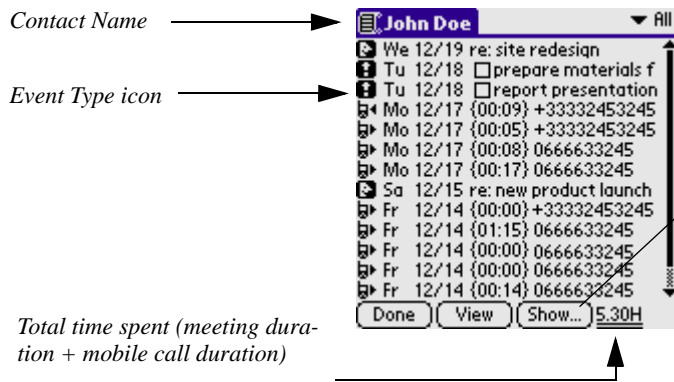 Contact Name
John Doe
All
We 12/19 re: site redesign
Event Type icon
Tu 12/18 prepare materials f
Tu 12/18 report presentation
Mo 12/17 {00:09} +33332453245
Mo 12/17 {00:05} +33332453245
Mo 12/17 {00:08} 0666633245
Mo 12/17 {00:17} 0666633245
Sa 12/15 re: new product launch
Fr 12/14 {00:00} +33332453245
Fr 12/14 {01:15} 0666633245
Fr 12/14 {00:00} 0666633245
Fr 12/14 {00:00} 0666633245
Fr 12/14 {00:14} 0666633245
Done View Show... 5.30H
Total time spent (meeting dura-
tion + mobile call duration)